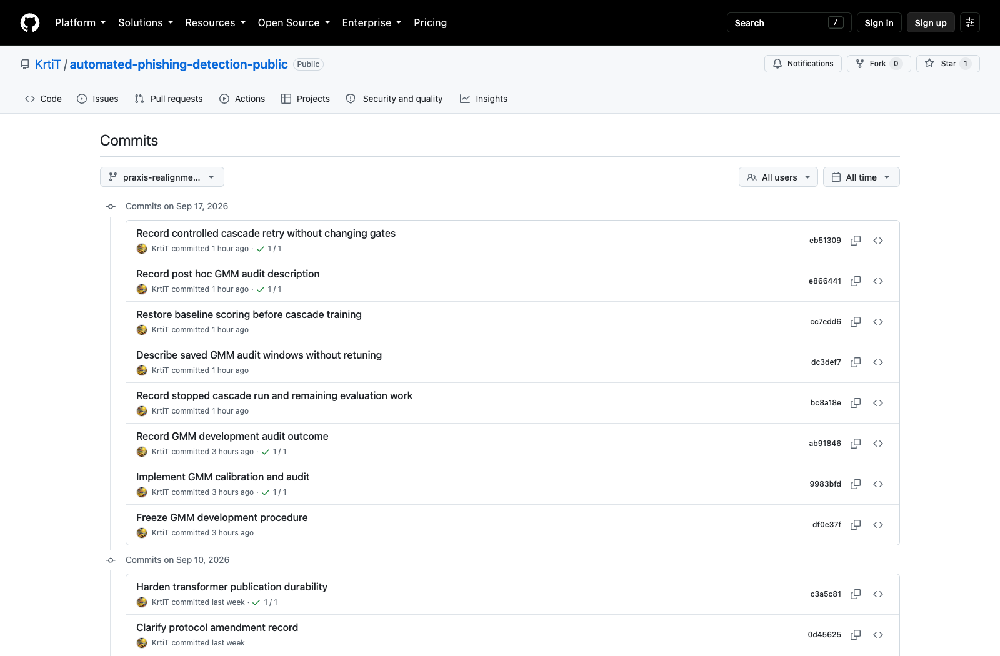 Platform Solutions Resources Open Source Enterprise Pricing Search / Sign in Sign up
KrtiT / automated-phishing-detection-public Public Notifications Fork 0 Star 1
Code Issues Pull requests Actions Projects Security and quality Insights
Commits
praxis-realignme... All users All time
Commits on Sep 17, 2026
Record controlled cascade retry without changing gates
KrtiT committed 1 hour ago · 1 / 1
eb51309
Record post hoc GMM audit description
KrtiT committed 1 hour ago · 1 / 1
e866441
Restore baseline scoring before cascade training
KrtiT committed 1 hour ago
cc7edd6
Describe saved GMM audit windows without retuning
KrtiT committed 1 hour ago
dc3def7
Record stopped cascade run and remaining evaluation work
KrtiT committed 1 hour ago
bc8a18e
Record GMM development audit outcome
KrtiT committed 3 hours ago · 1 / 1
ab91846
Implement GMM calibration and audit
KrtiT committed 3 hours ago · 1 / 1
9983bfd
Freeze GMM development procedure
KrtiT committed 3 hours ago
df0e37f
Commits on Sep 10, 2026
Harden transformer publication durability
KrtiT committed last week · 1 / 1
c3a5c81
Clarify protocol amendment record
KrtiT committed last week
0d45625